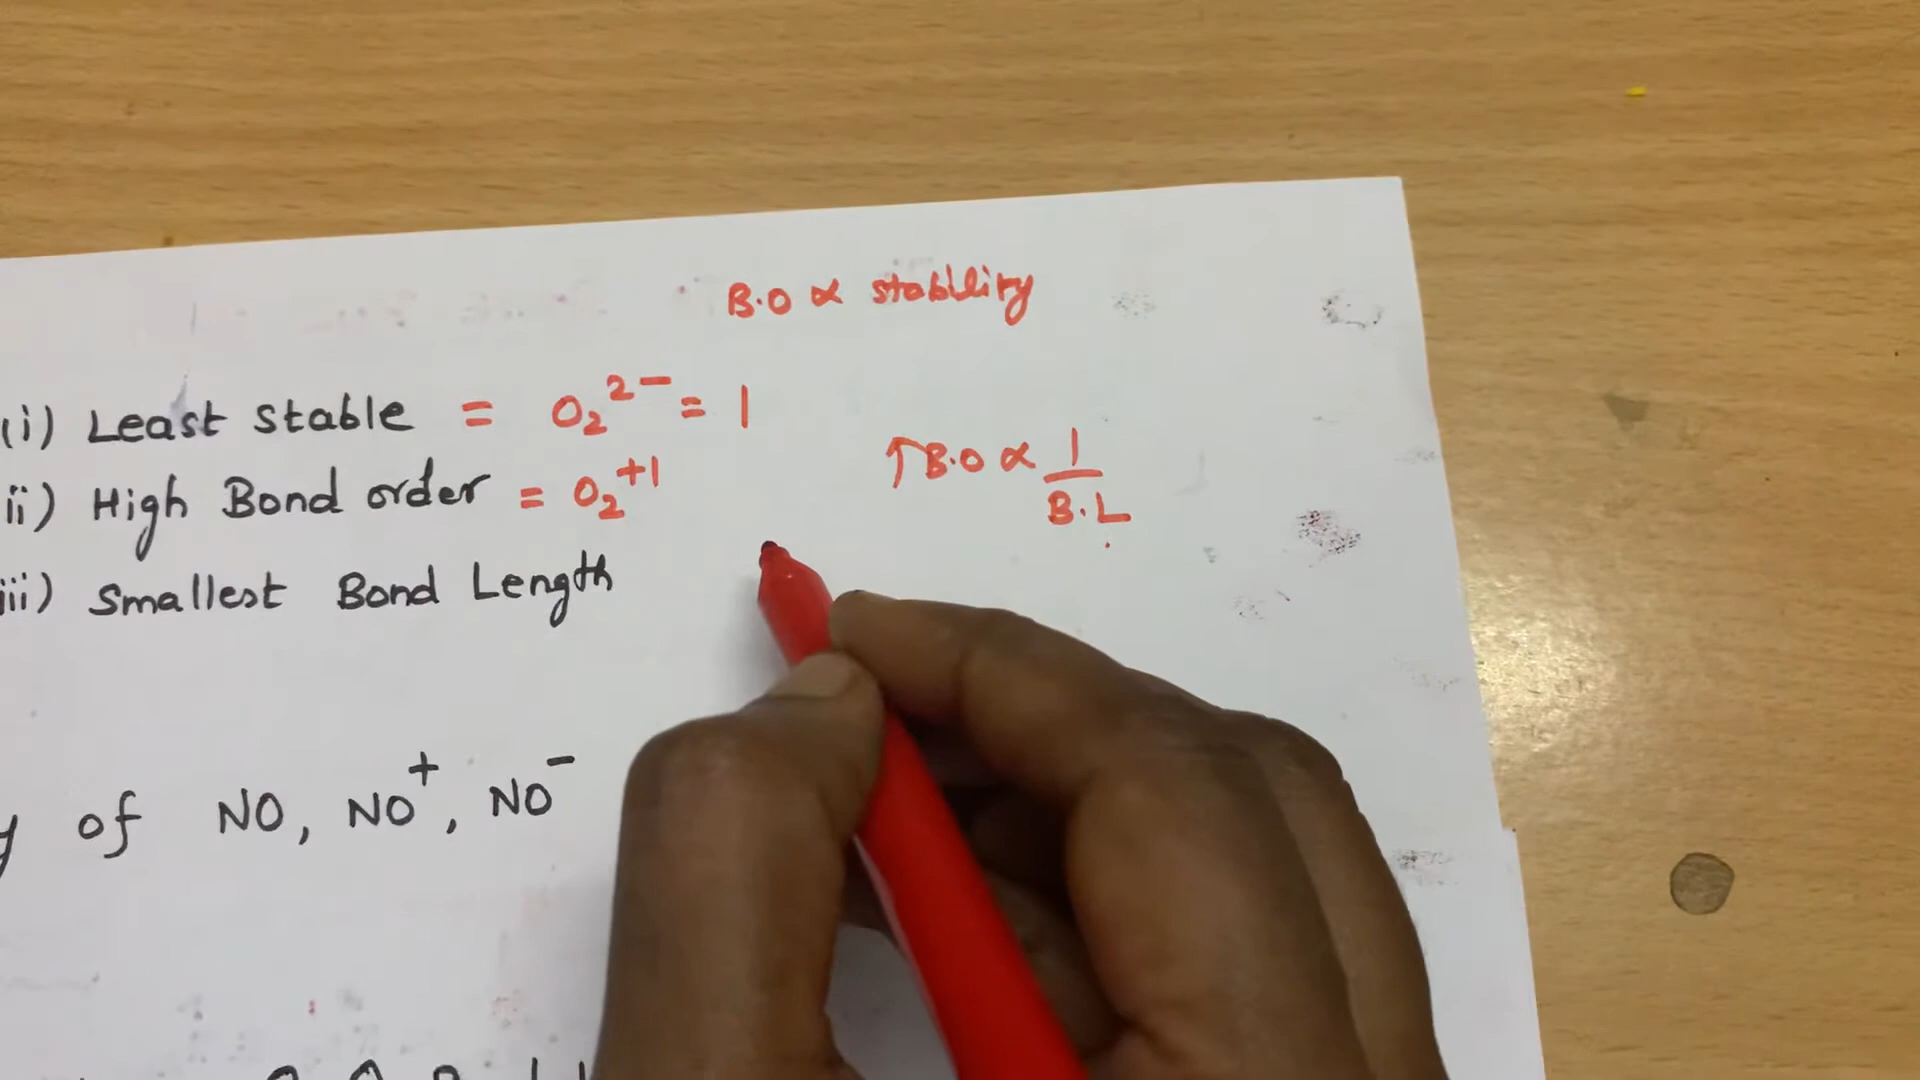 B.O ∝ stability
(i) Least stable = O₂²⁻ = 1
↑B.O ∝ 1/B.L
ii) High Bond order = O₂⁺¹
iii) Smallest Bond Length
of NO, NO⁺, NO⁻